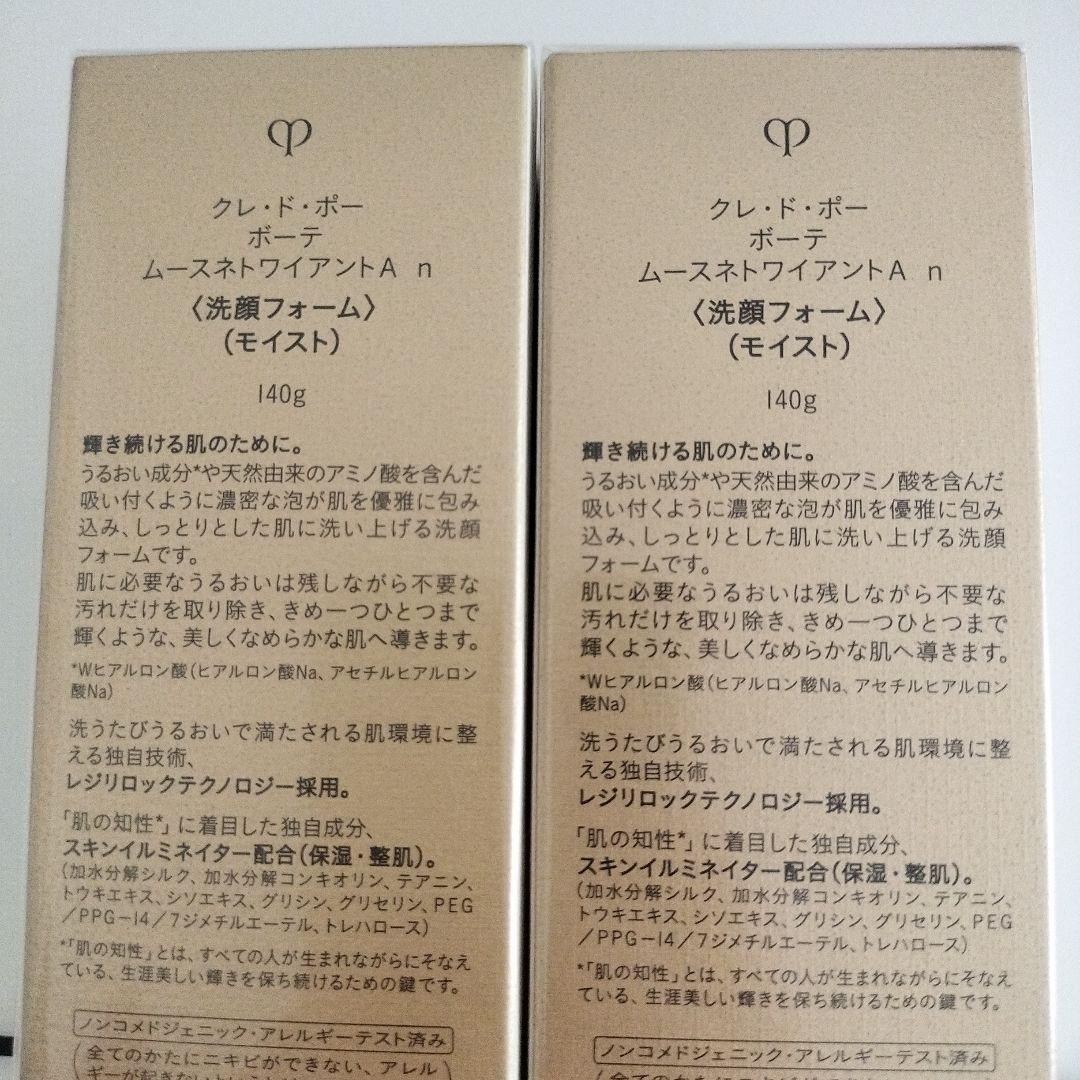 クレ・ド・ポー
ボーテ
ムースネトワイアントA n
〈洗顔フォーム〉
(モイスト)
140g
輝き続ける肌のために。
うるおい成分*や天然由来のアミノ酸を含んだ
吸い付くように濃密な泡が肌を優雅に包み
込み、しっとりとした肌に洗い上げる洗顔
フォームです。
肌に必要なうるおいは残しながら不要な
汚れだけを取り除き、きめ一つひとつまで
輝くような、美しくなめらかな肌へ導きます。
*Wヒアルロン酸(ヒアルロン酸Na、アセチルヒアルロン
酸Na)
洗うたびうるおいで満たされる肌環境に整
える独自技術、
レジリロックテクノロジー採用。
「肌の知性*」に着目した独自成分、
スキンイルミネイター配合(保湿・整肌)。
(加水分解シルク、加水分解コンキオリン、テアニン、
トウキエキス、シソエキス、グリシン、グリセリン、PEG
/PPG-14/7ジメチルエーテル、トレハロース)
*「肌の知性」とは、すべての人が生まれながらにそなえ
ている、生涯美しい輝きを保ち続けるための鍵です。
ノンコメドジェニック・アレルギーテスト済み
全てのかたにニキビができない、アレル
クレ・ド・ポー
ボーテ
ムースネトワイアントA n
〈洗顔フォーム〉
(モイスト)
140g
輝き続ける肌のために。
うるおい成分*や天然由来のアミノ酸を含んだ
吸い付くように濃密な泡が肌を優雅に包み
込み、しっとりとした肌に洗い上げる洗顔
フォームです。
肌に必要なうるおいは残しながら不要な
汚れだけを取り除き、きめ一つひとつまで
輝くような、美しくなめらかな肌へ導きます。
*Wヒアルロン酸(ヒアルロン酸Na、アセチルヒアルロン
酸Na)
洗うたびうるおいで満たされる肌環境に整
える独自技術、
レジリロックテクノロジー採用。
「肌の知性*」に着目した独自成分、
スキンイルミネイター配合(保湿・整肌)。
(加水分解シルク、加水分解コンキオリン、テアニン、
トウキエキス、シソエキス、グリシン、グリセリン、PEG
/PPG-14/7ジメチルエーテル、トレハロース)
*「肌の知性」とは、すべての人が生まれながらにそなえ
ている、生涯美しい輝きを保ち続けるための鍵です。
ノンコメドジェニック・アレルギーテスト済み